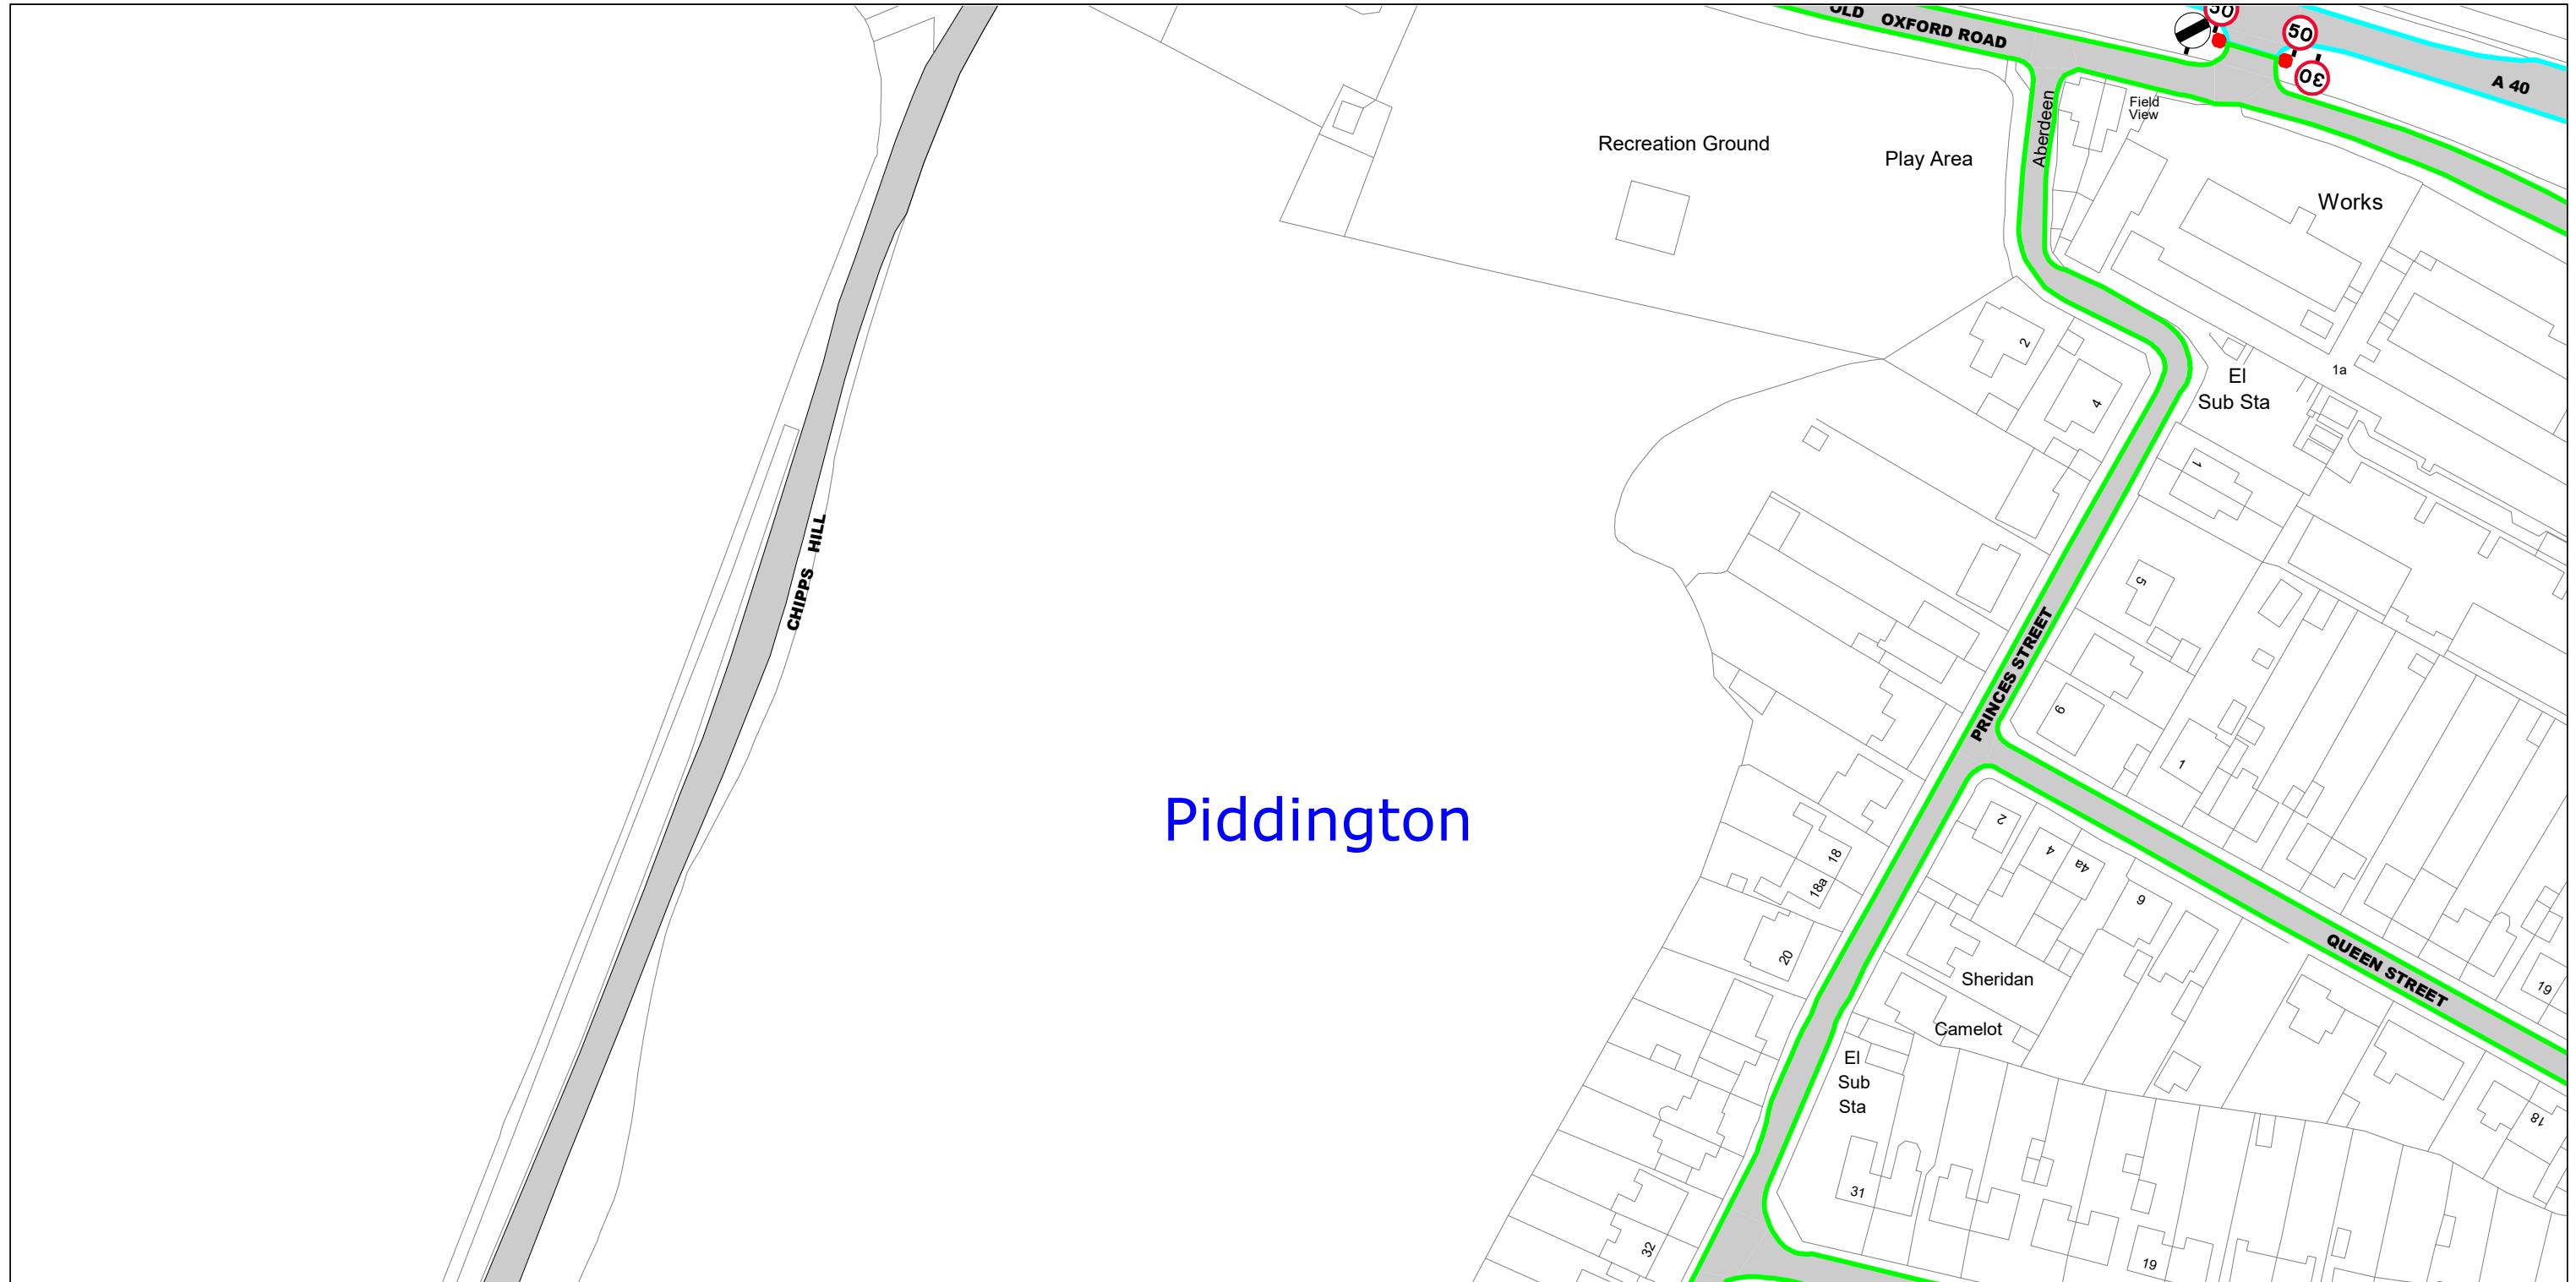 OLD OXFORD ROAD
50
50
30
A 40
Aberdeen
Field
View
Recreation Ground
Play Area
Works
2
4
El
Sub Sta
1a
1
CHIPPS HILL
5
PRINCES STREET
9
1
Piddington
2
4
4a
6
18
18a
20
QUEEN STREET
19
Sheridan
Camelot
El
Sub
Sta
18
31
32
19